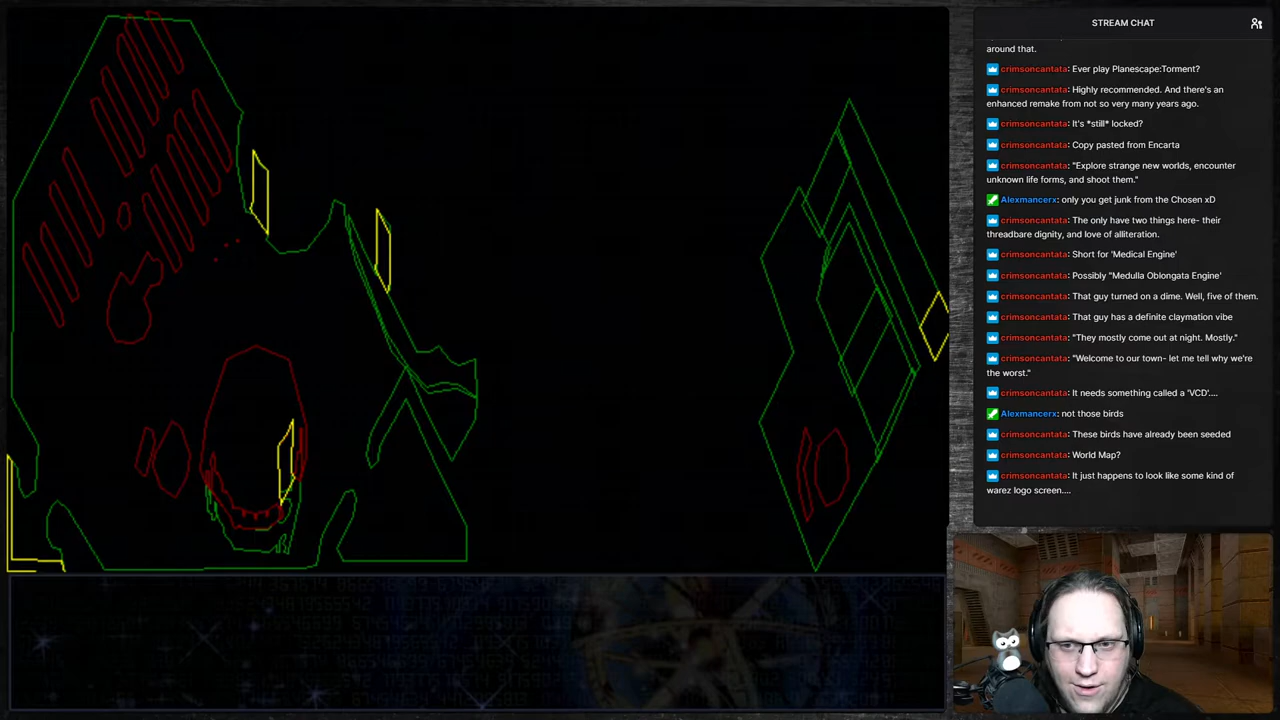 STREAM CHAT
around that.
crimsoncantata: Ever play Planescape:Torment?
crimsoncantata: Highly recommended. And there's an
enhanced remake from not so very many years ago.
crimsoncantata: It's *still* locked?
crimsoncantata: Copy pasted from Encarta
crimsoncantata: "Explore strange new worlds, encounter
unknown life forms, and shoot them."
Alexmancerx: only you get junk from the Chosen xD
crimsoncantata: The only have two things here- their
threadbare dignity, and love of alliteration.
crimsoncantata: Short for 'Medical Engine'
crimsoncantata: Possibly "Medulla Oblongata Engine'
crimsoncantata: That guy turned on a dime. Well, five of them.
crimsoncantata: That guy has a definite claymation vibe
crimsoncantata: "They mostly come out at night. Mostly."
crimsoncantata: "Welcome to our town- let me tell why we're
the worst."
crimsoncantata: It needs something called a 'VCD'....
Alexmancerx: not those birds
crimsoncantata: These birds have already been seeded
crimsoncantata: World Map?
crimsoncantata: It just happens to look like some kind of
warez logo screen....